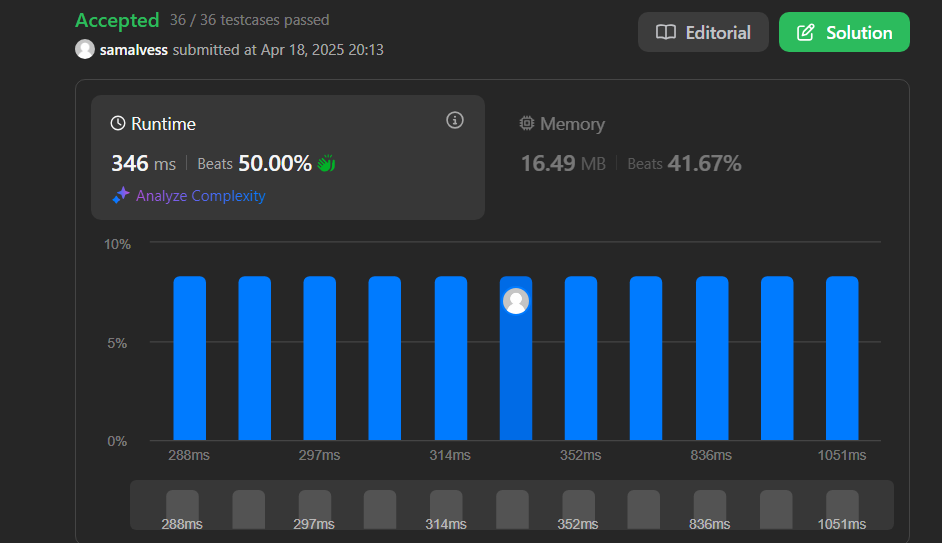 Accepted 36 / 36 testcases passed
samalvess submitted at Apr 18, 2025 20:13
Editorial
Solution
Runtime
346 ms Beats 50.00%
Analyze Complexity
Memory
16.49 MB Beats 41.67%
10%
5%
0%
288ms 297ms 314ms 352ms 836ms 1051ms
288ms 297ms 314ms 352ms 836ms 1051ms